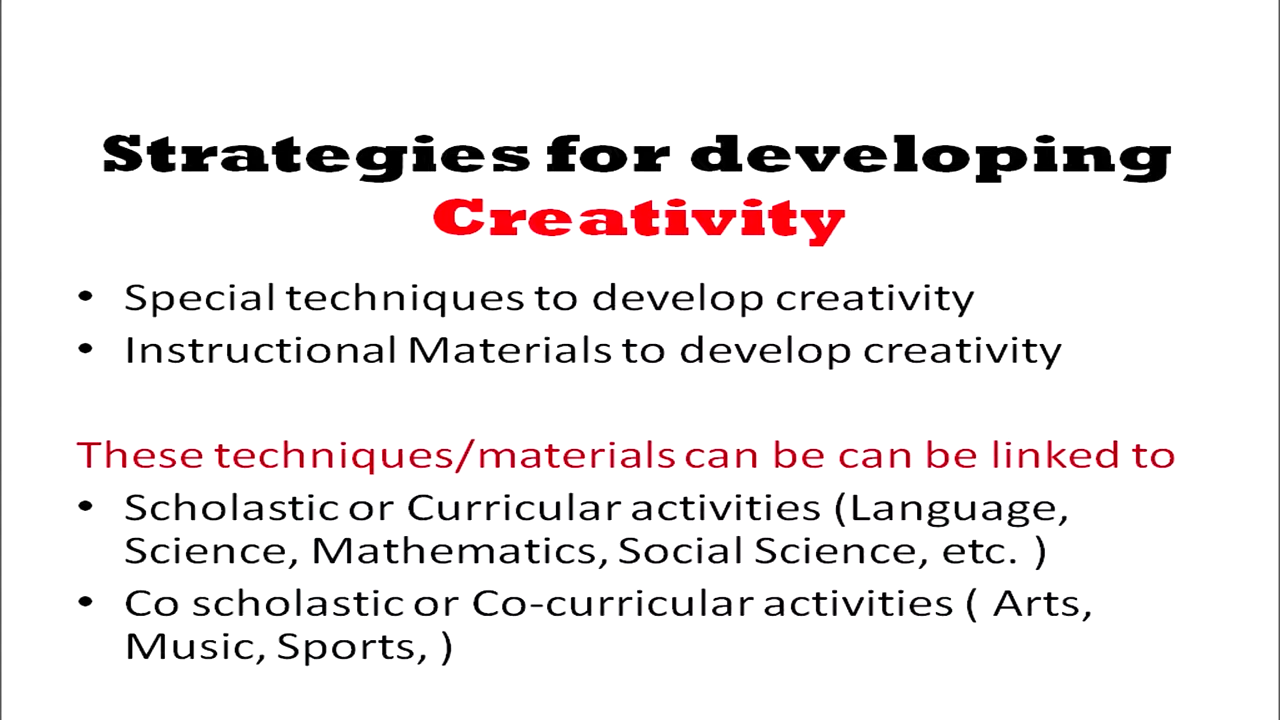 Strategies for developing
Creativity
• Special techniques to develop creativity
• Instructional Materials to develop creativity
These techniques/materials can be can be linked to
• Scholastic or Curricular activities (Language,
Science, Mathematics, Social Science, etc. )
• Co scholastic or Co-curricular activities ( Arts,
Music, Sports, )